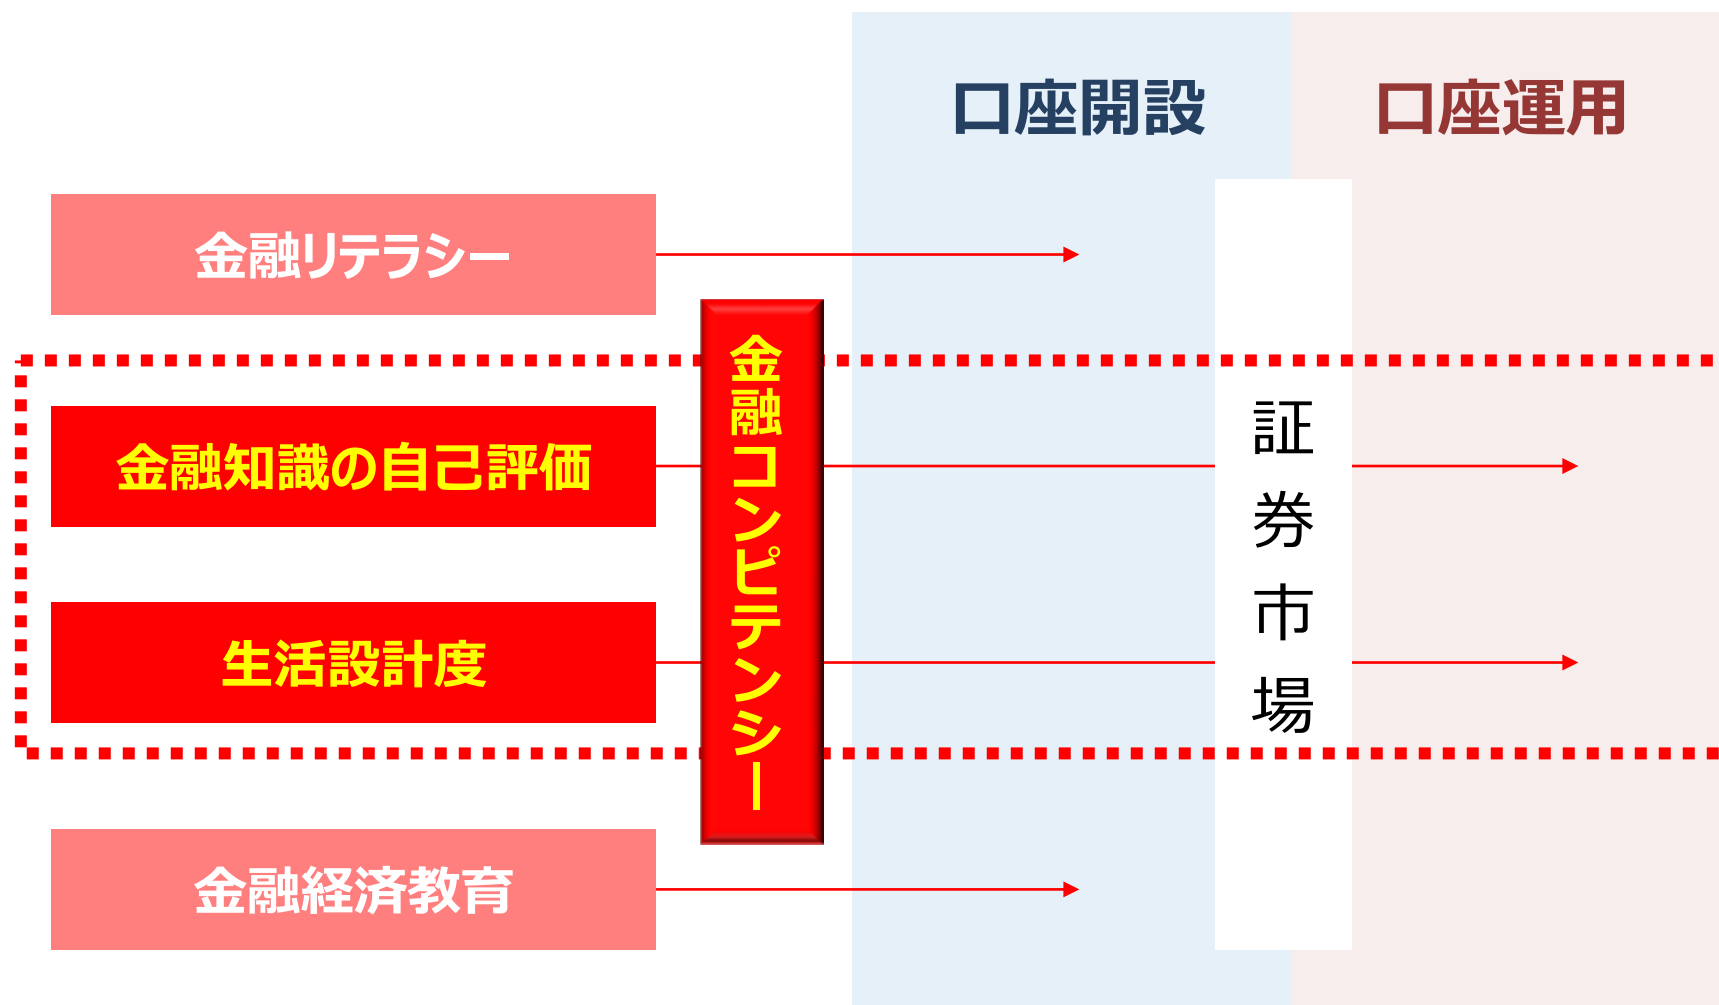 口座開設
口座運用
金融リテラシー
金融知識の自己評価
生活設計度
金融経済教育
金融コンピテンシー
証券市場